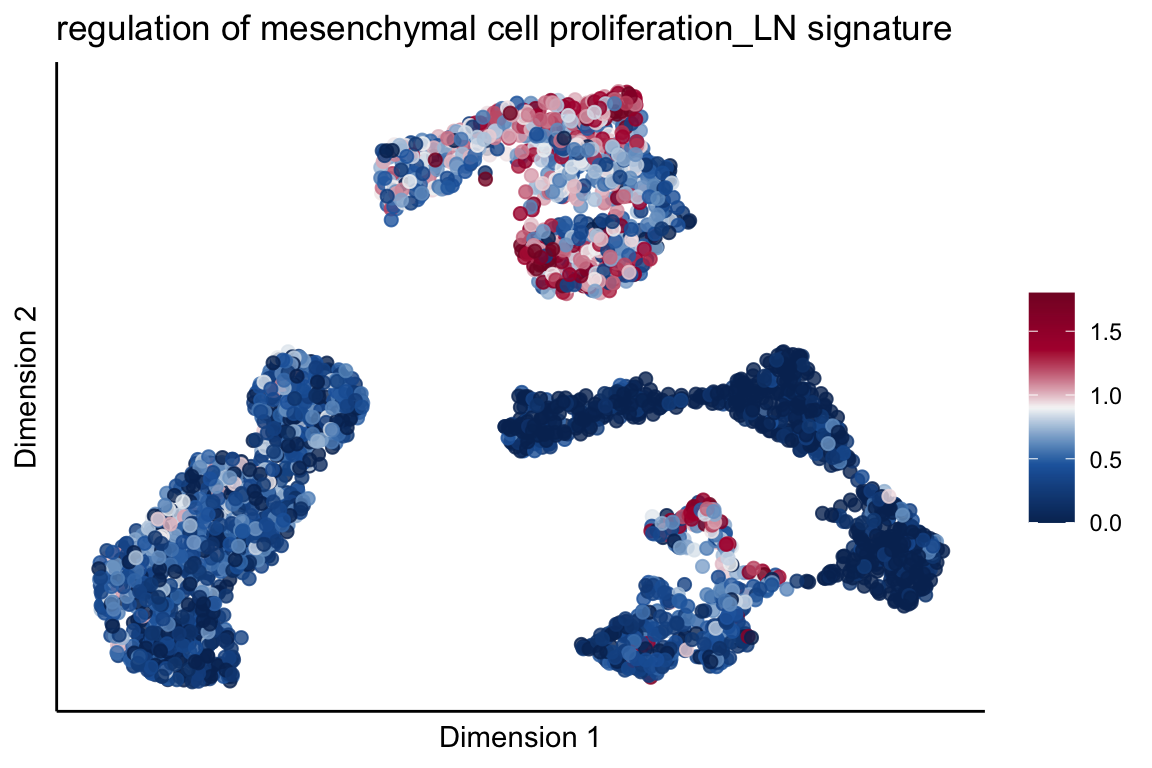 regulation of mesenchymal cell proliferation_LN signature
Dimension 2
1.5
1.0
0.5
0.0
Dimension 1